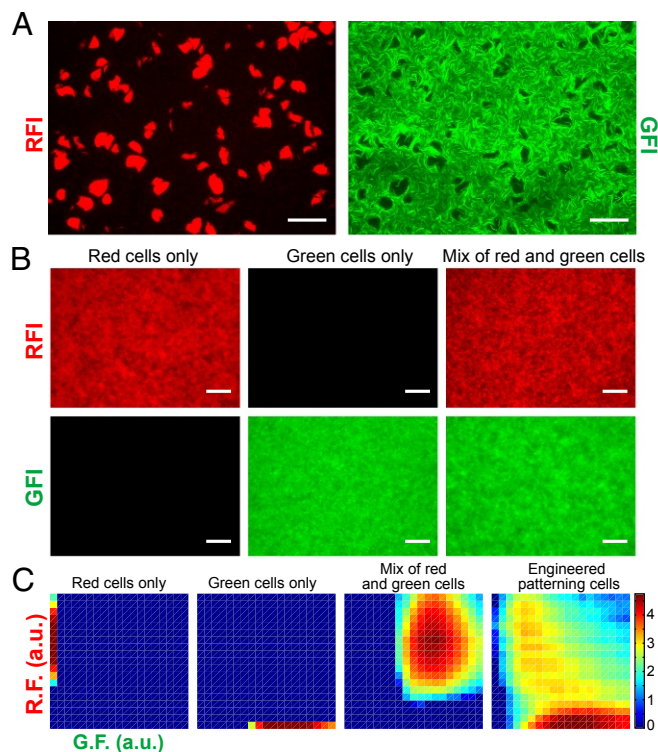 A
RFI
GFI
B
Red cells only
Green cells only
Mix of red and green cells
RFI
GFI
C
Red cells only
Green cells only
Mix of red
and green cells
Engineered
patterning cells
R.F. (a.u.)
G.F. (a.u.)
4
3
2
1
0